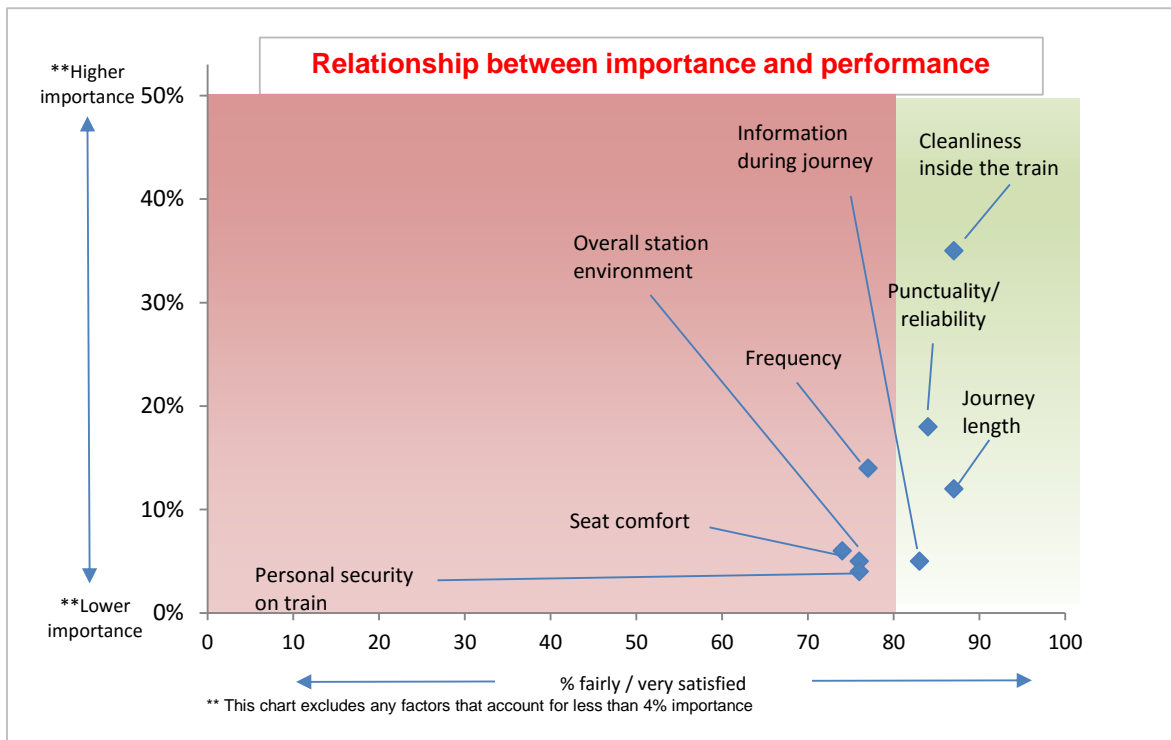 Relationship between importance and performance
**Higher
importance
50%
40%
30%
20%
10%
0%
**Lower
importance
Information
during journey
Cleanliness
inside the train
Overall station
environment
Punctuality/
reliability
Frequency
Journey
length
Seat comfort
Personal security
on train
0 10 20 30 40 50 60 70 80 90 100
% fairly / very satisfied
** This chart excludes any factors that account for less than 4% importance